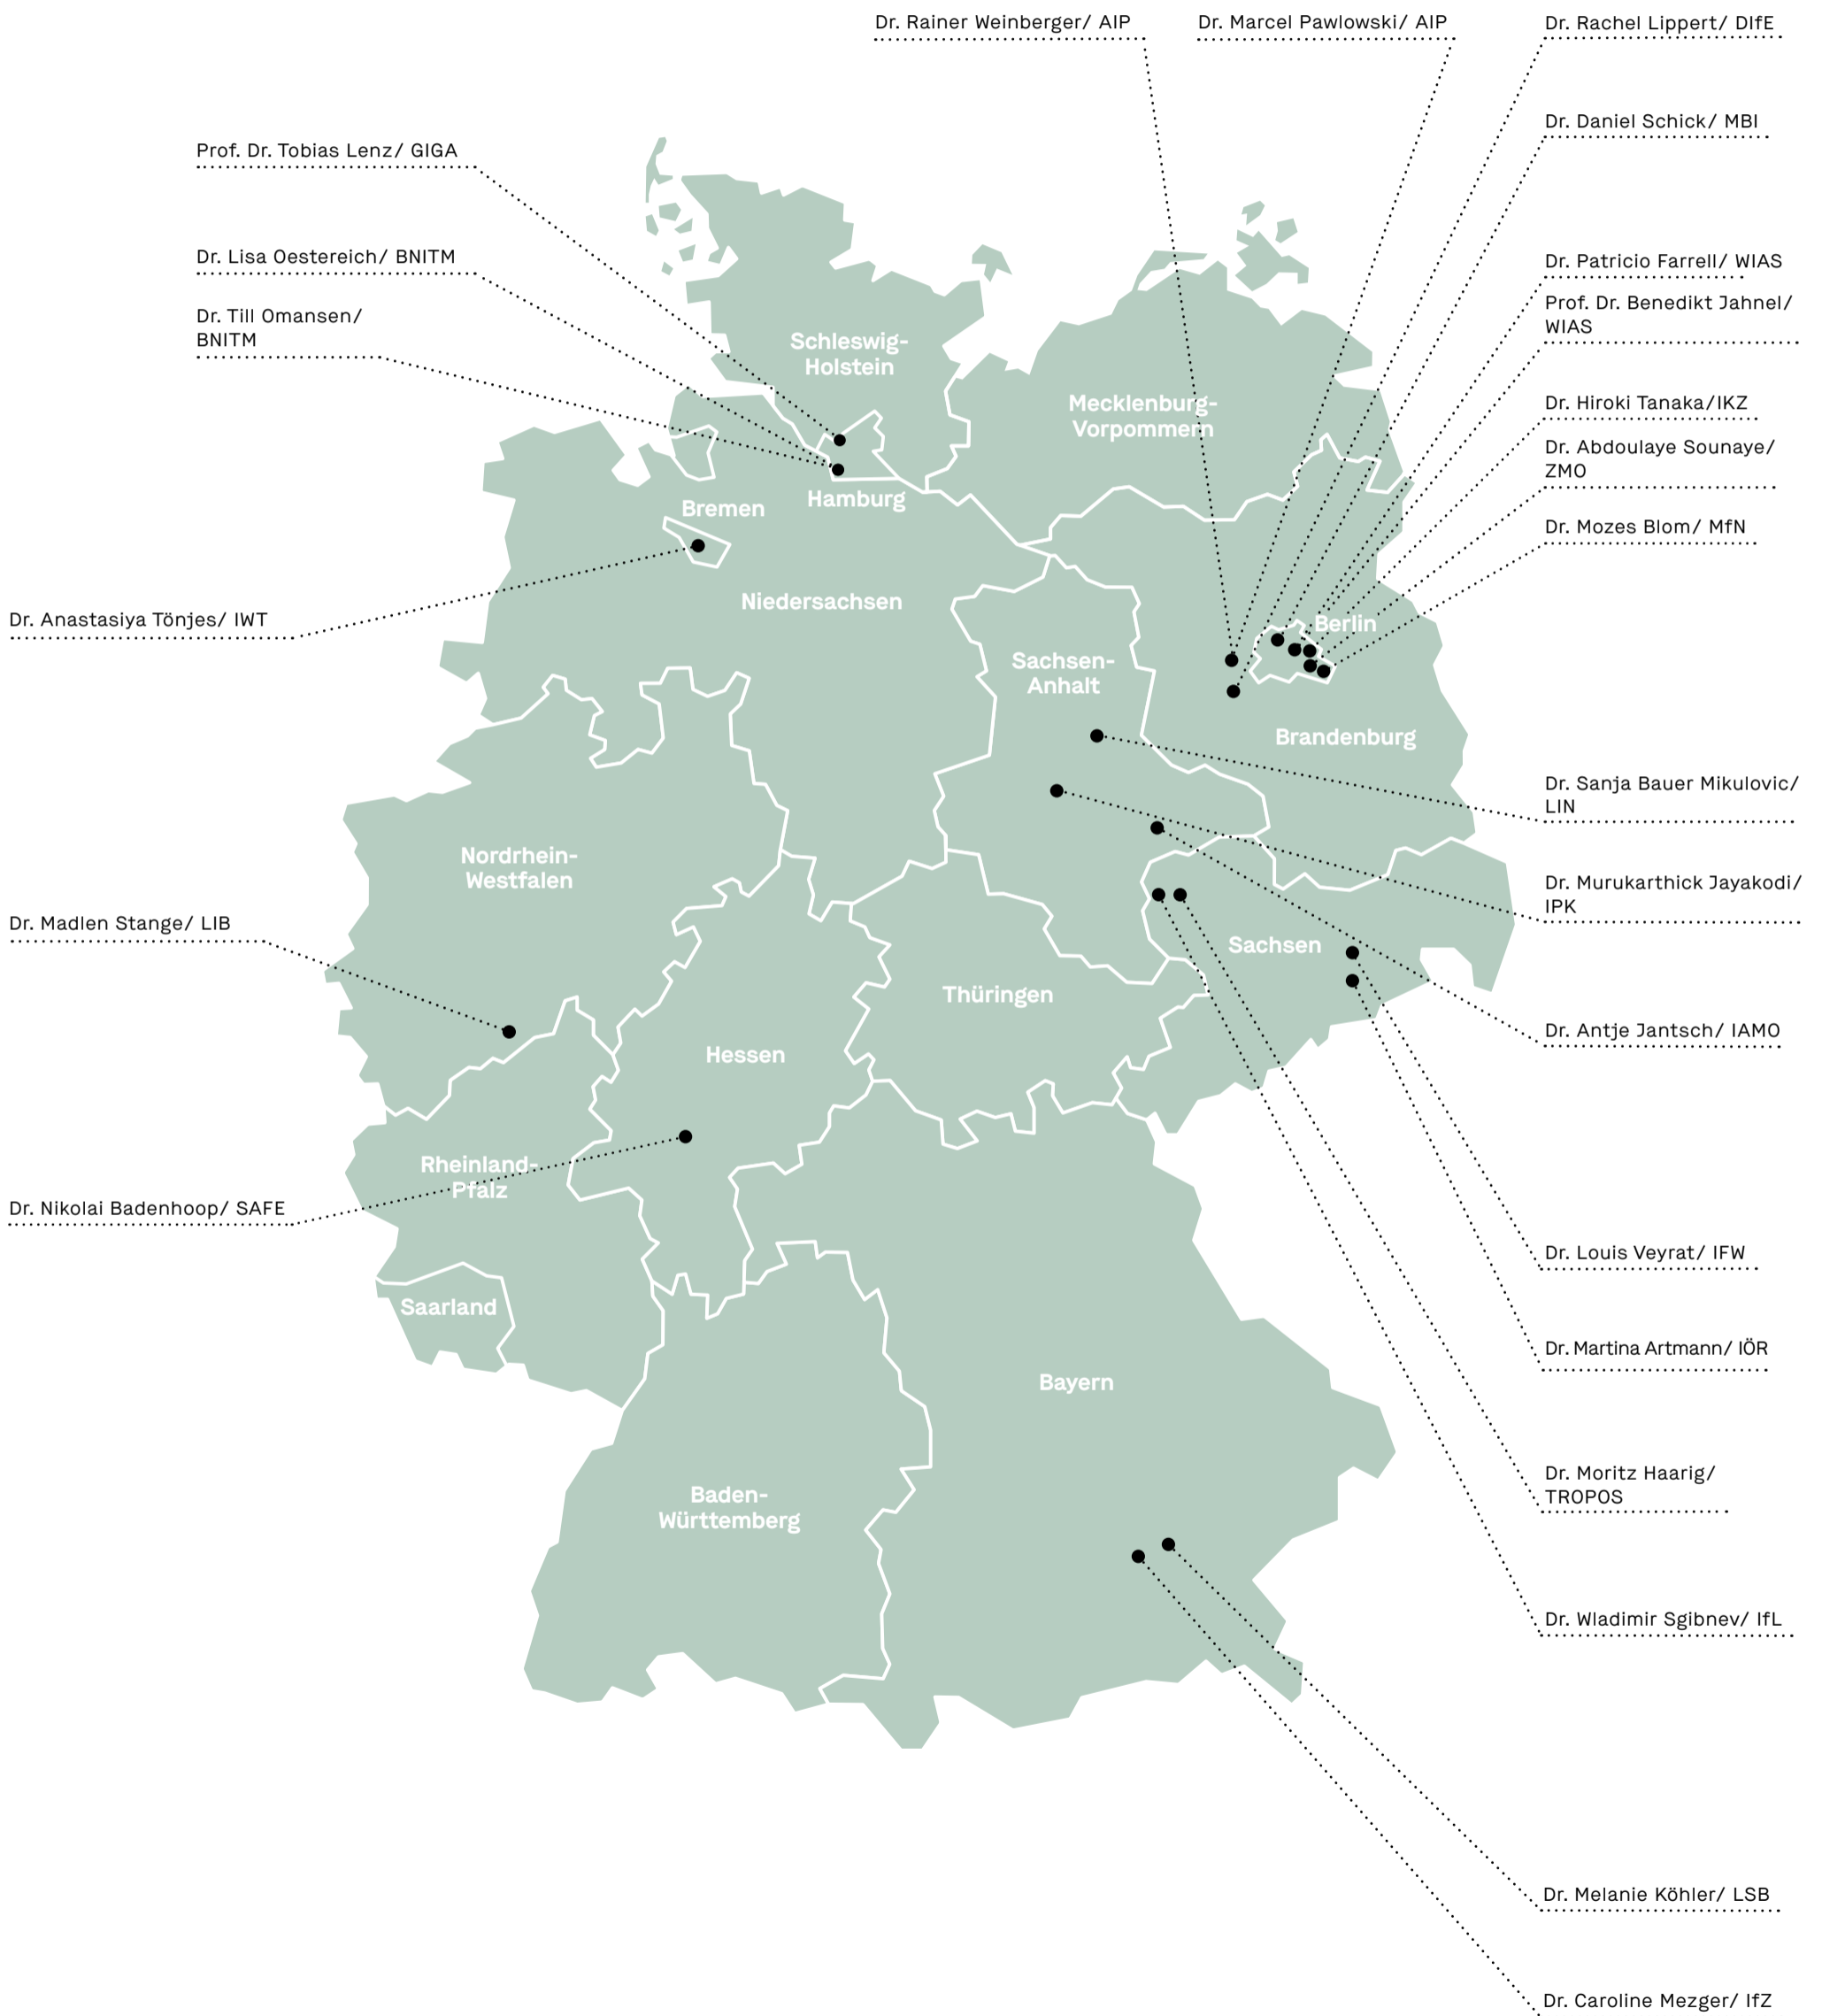 Dr. Rainer Weinberger/ AIP
Dr. Marcel Pawlowski/ AIP
Dr. Rachel Lippert/ DIfE
Dr. Daniel Schick/ MBI
Prof. Dr. Tobias Lenz/ GIGA
Dr. Lisa Oestereich/ BNITM
Dr. Till Omansen/
BNITM
Dr. Patricio Farrell/ WIAS
Prof. Dr. Benedikt Jahnel/
WIAS
Schleswig-
Holstein
Mecklenburg-
Vorpommern
Dr. Hiroki Tanaka/IKZ
Dr. Abdoulaye Sounaye/
ZMO
Dr. Mozes Blom/ MfN
Hamburg
Bremen
Niedersachsen
Dr. Anastasiya Tönjes/ IWT
Berlin
Sachsen-
Anhalt
Brandenburg
Dr. Sanja Bauer Mikulovic/
LIN
Nordrhein-
Westfalen
Dr. Murukarthick Jayakodi/
IPK
Dr. Madlen Stange/ LIB
Sachsen
Thüringen
Dr. Antje Jantsch/ IAMO
Hessen
Rheinland-
Pfalz
Dr. Nikolai Badenhoop/ SAFE
Dr. Louis Veyrat/ IFW
Saarland
Dr. Martina Artmann/ IÖR
Bayern
Dr. Moritz Haarig/
TROPOS
Baden-
Württemberg
Dr. Wladimir Sgibnev/ IfL
Dr. Melanie Köhler/ LSB
Dr. Caroline Mezger/ IfZ